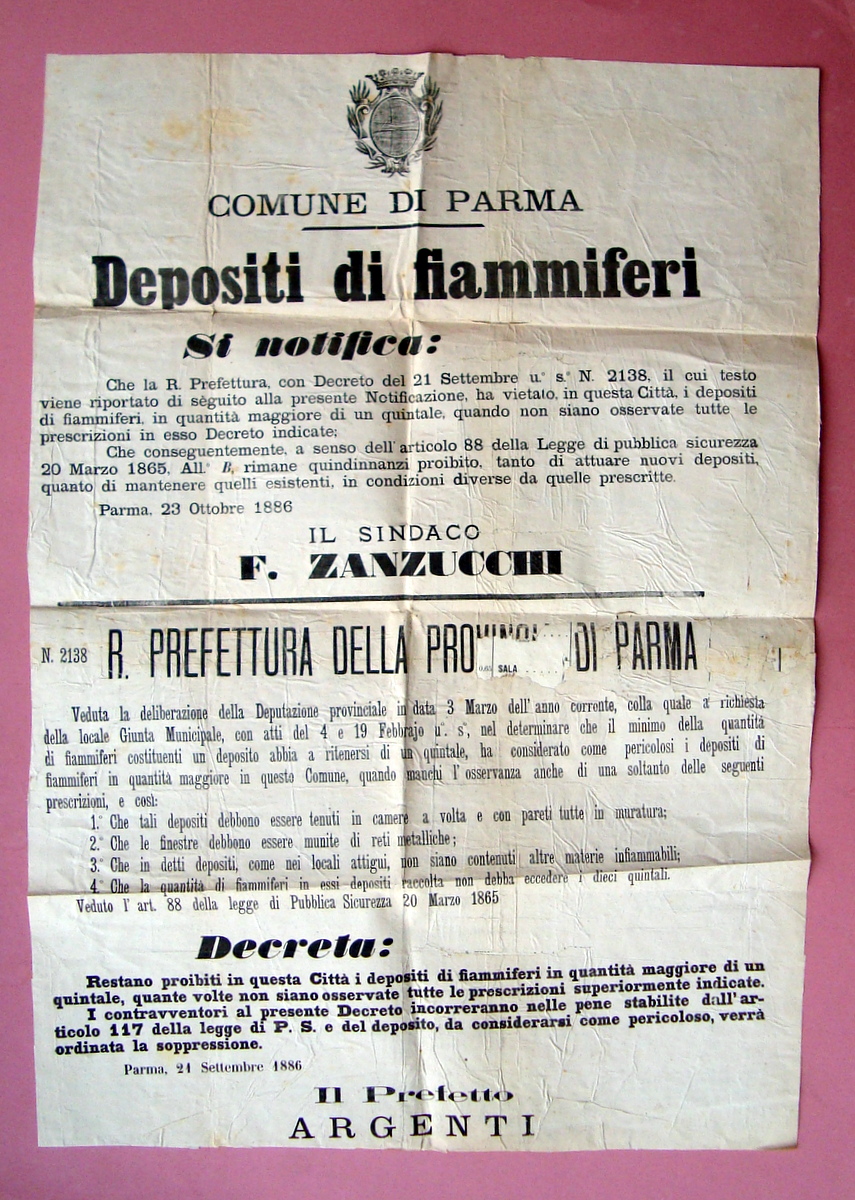 COMUNE DI PARMA
Depositi di fiammiferi
Si notifica:
Che la R. Prefettura, con Decreto del 21 Settembre u.° s.° N. 2138, il cui testo
viene riportato di sèguito alla presente Notificazione, ha vietato, in questa Città, i depositi
di fiammiferi, in quantità maggiore di un quintale, quando non siano osservate tutte le
prescrizioni in esso Decreto indicate;
Che conseguentemente, a senso dell'articolo 88 della Legge di pubblica sicurezza
20 Marzo 1865, All.° B, rimane quindinnanzi proibito, tanto di attuare nuovi depositi,
quanto di mantenere quelli esistenti, in condizioni diverse da quelle prescritte.
Parma, 23 Ottobre 1886
IL SINDACO
F. ZANZUCCHI
N. 2138 R. PREFETTURA DELLA PRO DI PARMA
SALA
Veduta la deliberazione della Deputazione provinciale in data 3 Marzo dell'anno corrente, colla quale a richiesta
della locale Giunta Municipale, con atti del 4 e 19 Febbrajo u°. s°, nel determinare che il minimo della quantità
di fiammiferi costituenti un deposito abbia a ritenersi di un quintale, ha considerato come pericolosi i depositi di
fiammiferi in quantità maggiore in questo Comune, quando manchi l'osservanza anche di una soltanto delle seguenti
prescrizioni, e così:
1.° Che tali depositi debbono essere tenuti in camere a volta e con pareti tutte in muratura;
2.° Che le finestre debbono essere munite di reti metalliche;
3.° Che in detti depositi, come nei locali attigui, non siano contenuti altre materie infiammabili;
4.° Che la quantità di fiammiferi in essi depositi raccolta non debba eccedere i dieci quintali.
Veduto l'art. 88 della legge di Pubblica Sicurezza 20 Marzo 1865
Decreta:
Restano proibiti in questa Città i depositi di fiammiferi in quantità maggiore di un
quintale, quante volte non siano osservate tutte le prescrizioni superiormente indicate.
I contravventori al presente Decreto incorreranno nelle pene stabilite dall'ar-
ticolo 117 della legge di P. S. e del deposito, da considerarsi come pericoloso, verrà
ordinata la soppressione.
Parma, 21 Settembre 1886
Il Prefetto
ARGENTI